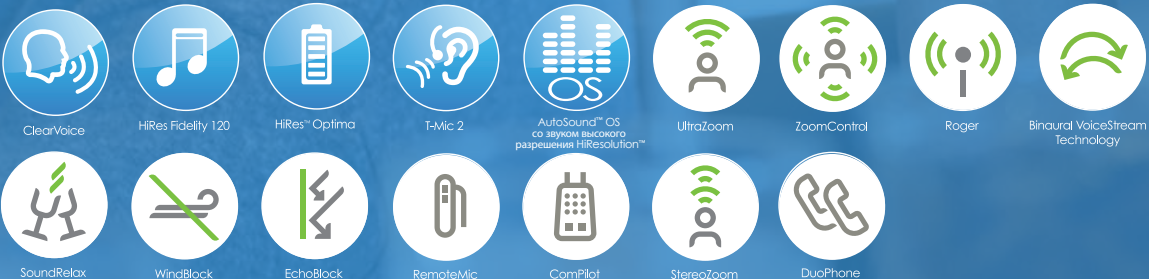 ClearVoice
HiRes Fidelity 120
HiRes™ Optima
T-Mic 2
OS
AutoSound™ OS
со звуком высокого
разрешения HiResolution™
UltraZoom
ZoomControl
Roger
Binaural VoiceStream
Technology
SoundRelax
WindBlock
EchoBlock
RemoteMic
ComPilot
StereoZoom
DuoPhone